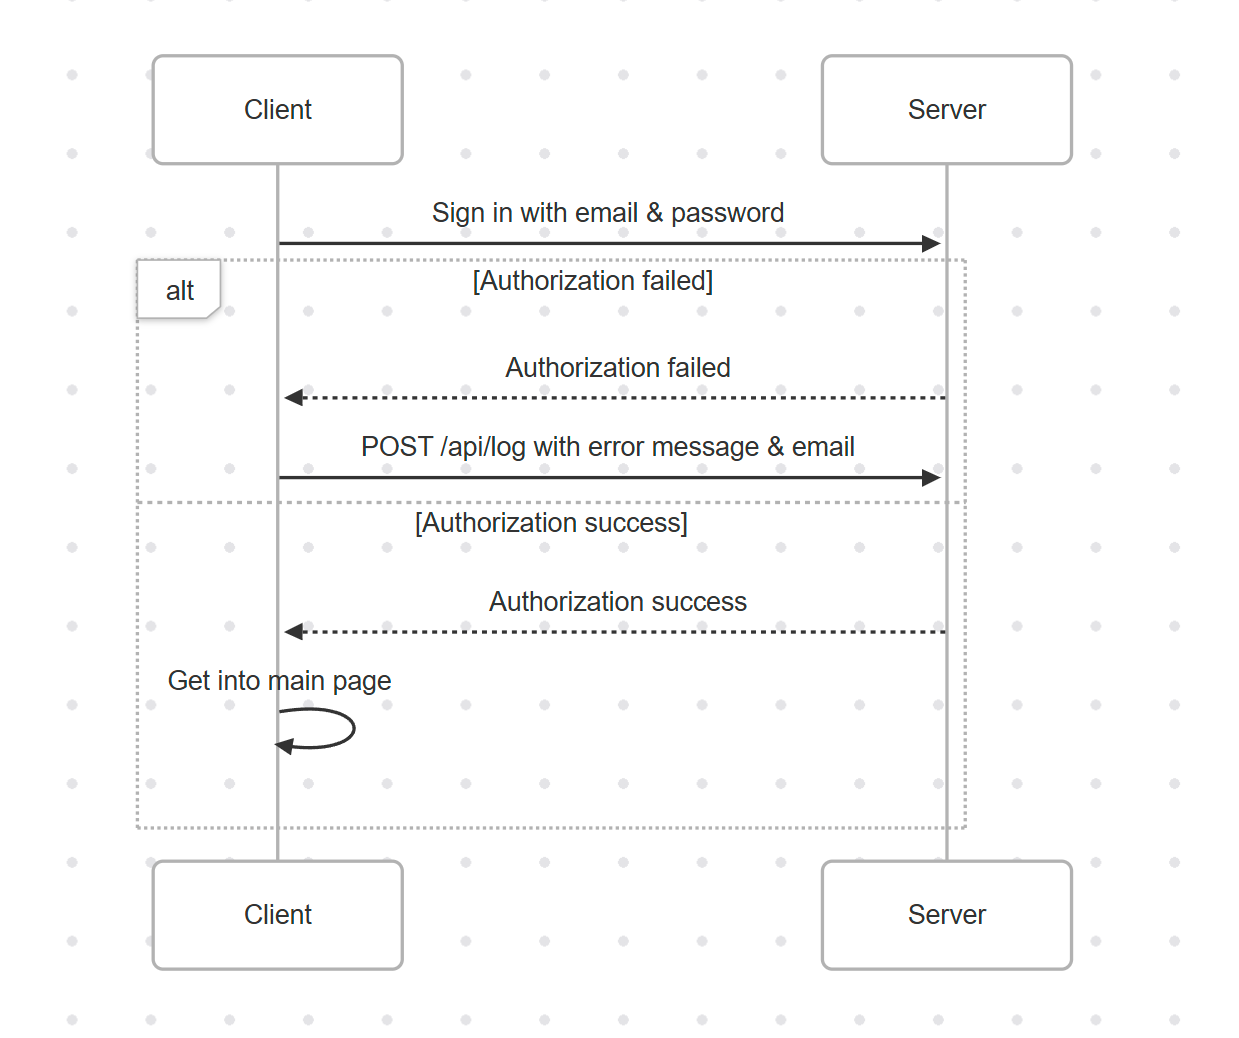 Client
Server
Sign in with email & password
alt
[Authorization failed]
Authorization failed
POST /api/log with error message & email
[Authorization success]
Authorization success
Get into main page
Client
Server